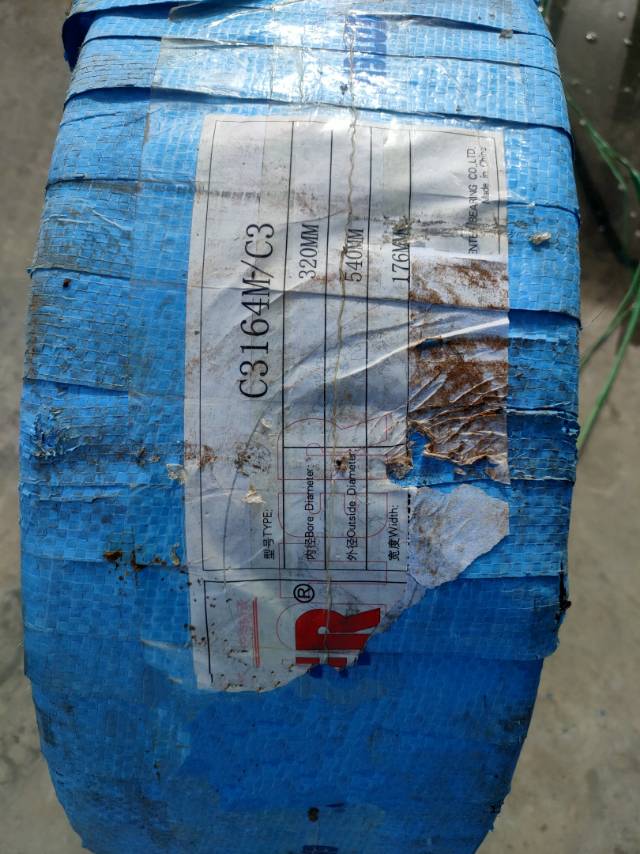 ®
型号TYPE: C3164M/C3
内径Bore Diameter: 320MM
外径Outside Diameter: 540MM
宽度Width: 176MM
BEARING CO.,LTD.
Made in China